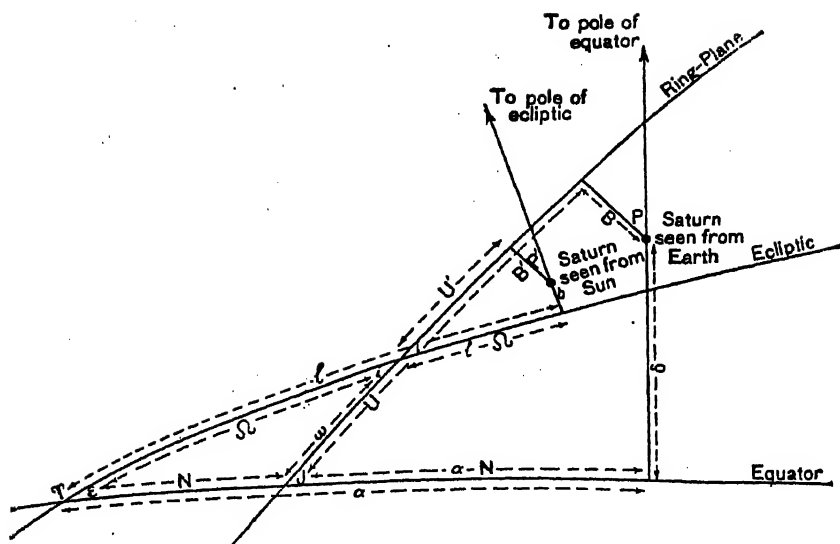 To pole of
equator
Ring-Plane
To pole of
ecliptic
P
B
Saturn
seen from
Earth
Ecliptic
U'
B'
P'
Saturn
seen from
Sun
b
l
l-Ω
i
Ω
ω
U
δ
♈
ε
N
J
α-N
Equator
α